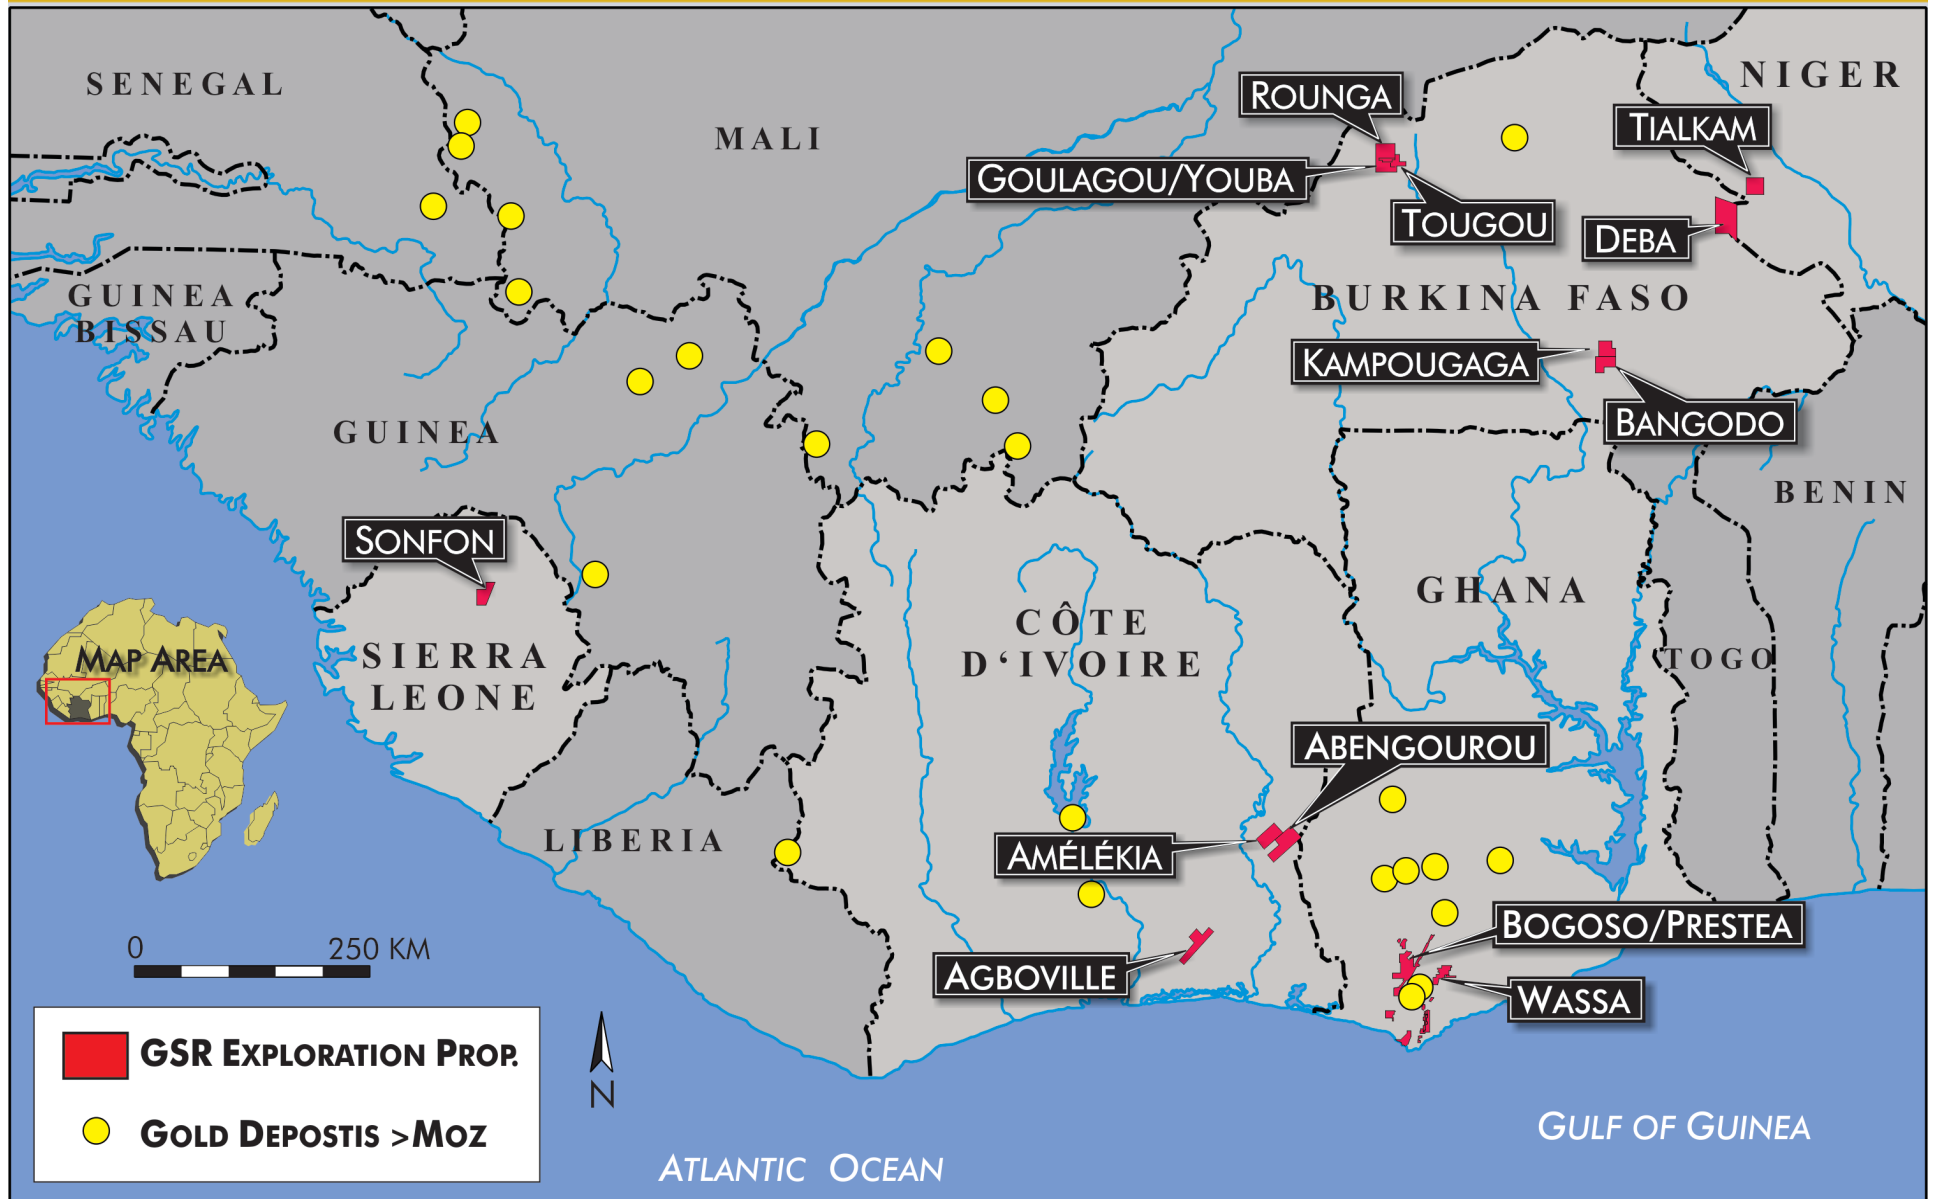 SENEGAL
MALI
NIGER
ROUNGA
TIALKAM
GOULAGOU/YOUBA
TOUGOU
DEBA
GUINEA
BISSAU
BURKINA FASO
KAMPOUGAGA
BANGODO
GUINEA
BENIN
SONFON
GHANA
CÔTE
D'IVOIRE
SIERRA
LEONE
TOGO
MAP AREA
ABENGOUROU
LIBERIA
AMÉLÉKIA
BOGOSO/PRESTEA
AGBOVILLE
WASSA
0 250 KM
GSR EXPLORATION PROP.
GOLD DEPOSTIS >MOZ
N
GULF OF GUINEA
ATLANTIC OCEAN